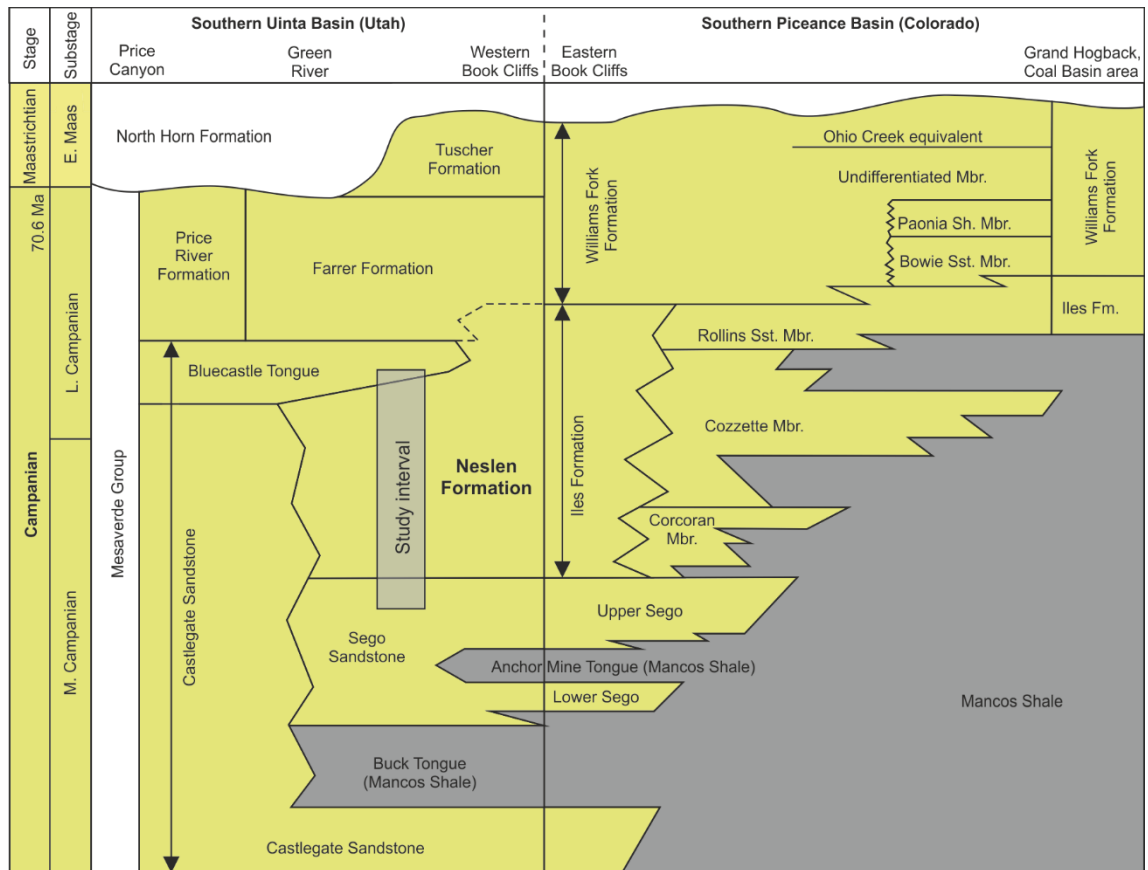 Stage
Substage
Southern Uinta Basin (Utah)
Southern Piceance Basin (Colorado)
Price
Canyon
Green
River
Western
Book Cliffs
Eastern
Book Cliffs
Grand Hogback,
Coal Basin area
Maastrichtian
E. Maas
70.6 Ma
Campanian
L. Campanian
M. Campanian
North Horn Formation
Tuscher
Formation
Williams Fork
Formation
Ohio Creek equivalent
Undifferentiated Mbr.
Paonia Sh. Mbr.
Bowie Sst. Mbr.
Williams Fork
Formation
Price
River
Formation
Farrer Formation
Iles Fm.
Rollins Sst. Mbr.
Bluecastle Tongue
Cozzette Mbr.
Mesaverde Group
Castlegate Sandstone
Study interval
Neslen
Formation
Iles Formation
Corcoran
Mbr.
Upper Sego
Sego
Sandstone
Anchor Mine Tongue (Mancos Shale)
Lower Sego
Mancos Shale
Buck Tongue
(Mancos Shale)
Castlegate Sandstone